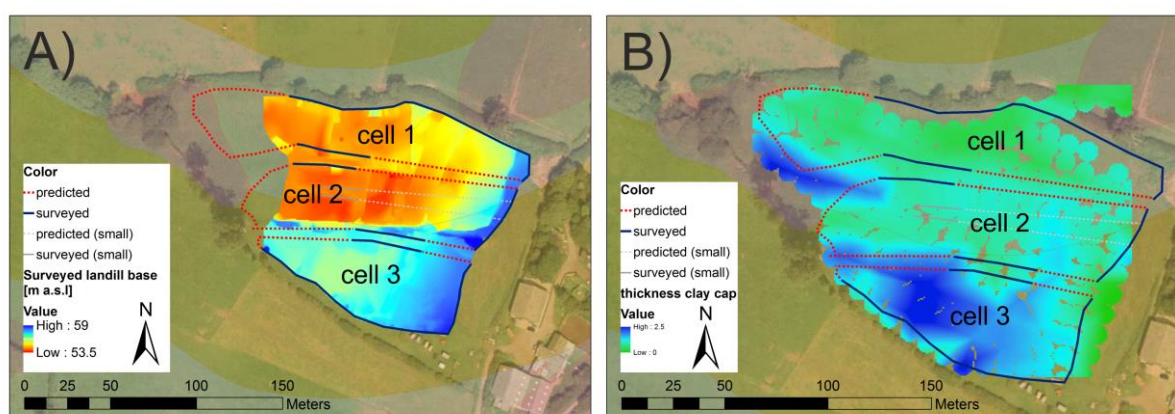 A)
cell 1
cell 2
cell 3
Color
predicted
surveyed
predicted (small)
surveyed (small)
Surveyed landill base
[m a.s.l]
Value
High : 59
Low : 53.5
N
0 25 50 100 150
Meters
B)
cell 1
cell 2
cell 3
Color
predicted
surveyed
predicted (small)
surveyed (small)
thickness clay cap
Value
High : 2.5
Low : 0
N
0 25 50 100 150
Meters